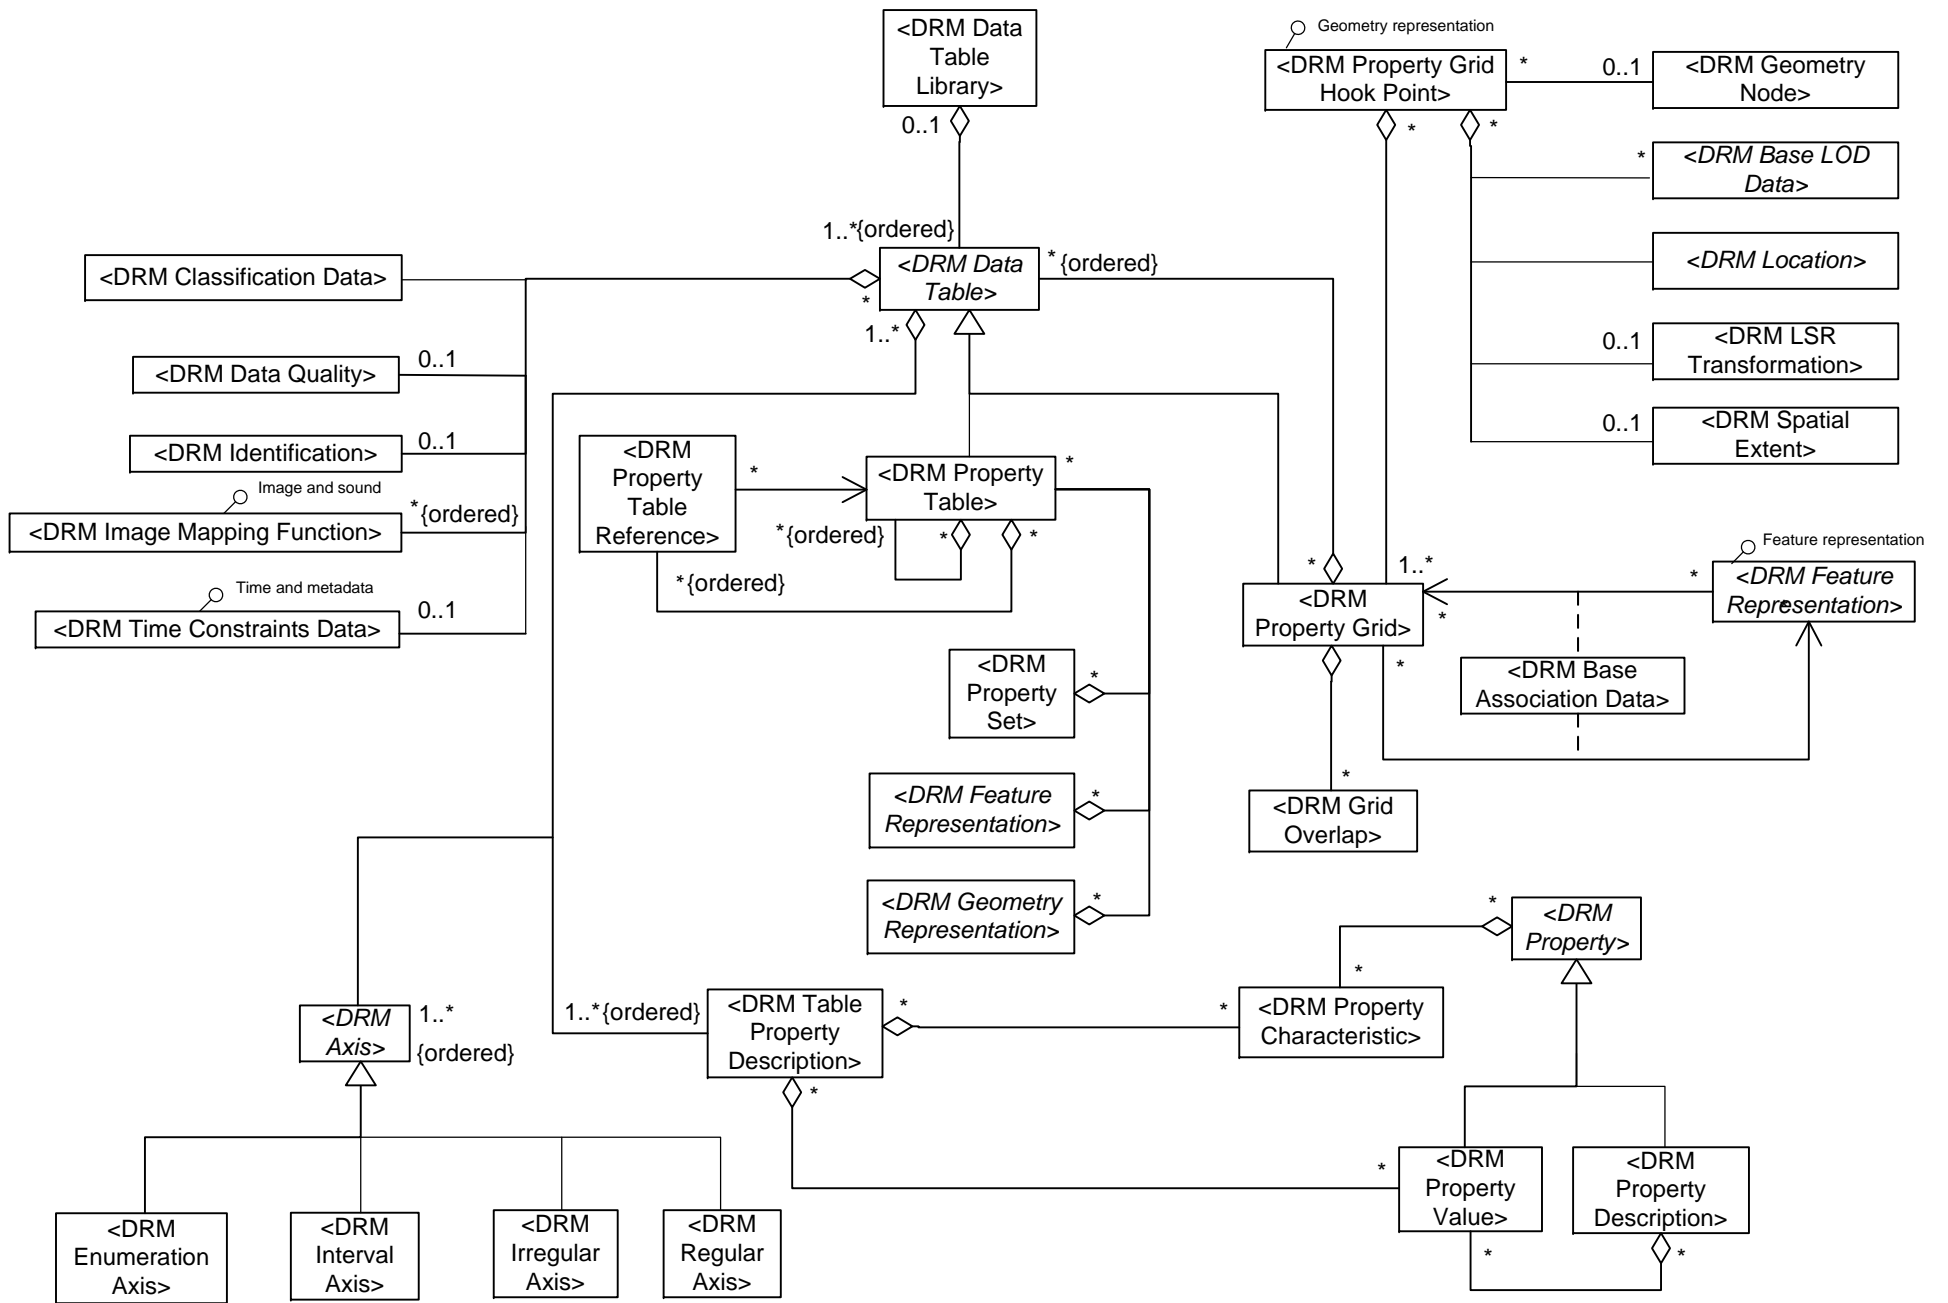 <DRM Data
Table
Library>
0..1
1..*{ordered}
Geometry representation
<DRM Property Grid
Hook Point>
*
0..1
<DRM Geometry
Node>
*
*
*
<DRM Base LOD
Data>
<DRM Location>
0..1
<DRM LSR
Transformation>
0..1
<DRM Spatial
Extent>
<DRM Classification Data>
<DRM Data
Table>
*
1..*
* {ordered}
<DRM Data Quality>
0..1
<DRM Identification>
0..1
Image and sound
<DRM Image Mapping Function>
*{ordered}
Time and metadata
<DRM Time Constraints Data>
0..1
<DRM
Property
Table
Reference>
*
*{ordered}
<DRM Property
Table>
*
*{ordered}
*
*
<DRM
Property
Set>
*
<DRM Feature
Representation>
*
<DRM Geometry
Representation>
*
*
1..*
<DRM
Property Grid>
*
*
Feature representation
*
<DRM Feature
Representation>
*
<DRM Base
Association Data>
*
<DRM Grid
Overlap>
<DRM
Axis>
1..*
{ordered}
1..*{ordered}
<DRM Table
Property
Description>
*
*
*
<DRM Property
Characteristic>
*
*
<DRM
Property>
<DRM
Enumeration
Axis>
<DRM
Interval
Axis>
<DRM
Irregular
Axis>
<DRM
Regular
Axis>
*
<DRM
Property
Value>
*
<DRM
Property
Description>
*